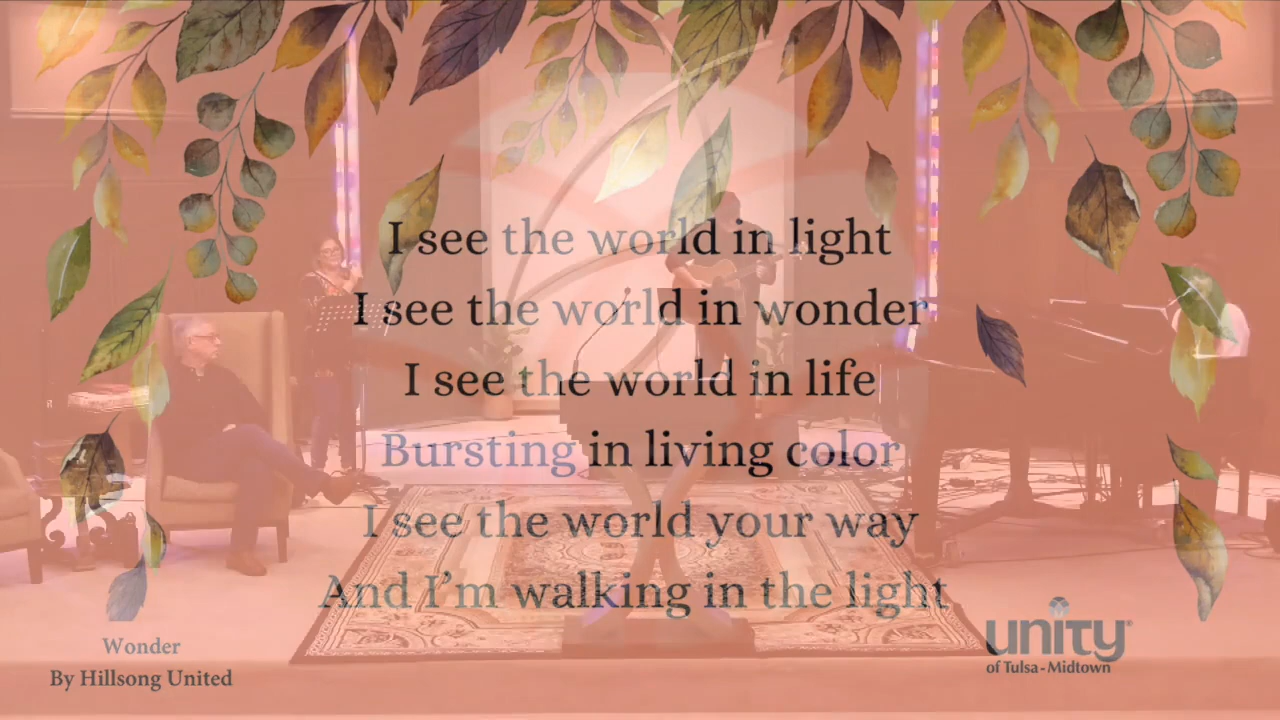 I see the world in light
I see the world in wonder
I see the world in life
Bursting in living color
I see the world your way
And I’m walking in the light
Wonder
By Hillsong United
unity®
of Tulsa-Midtown